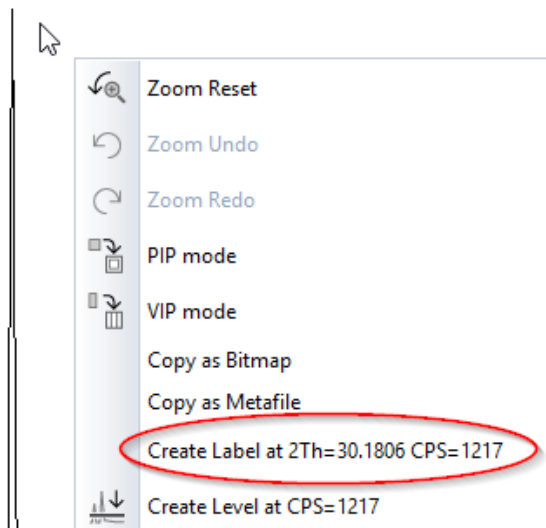 Zoom Reset
Zoom Undo
Zoom Redo
PIP mode
VIP mode
Copy as Bitmap
Copy as Metafile
Create Label at 2Th=30.1806 CPS=1217
Create Level at CPS=1217